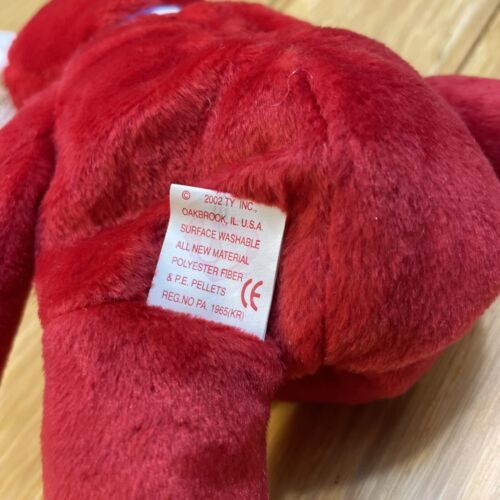 © 2002 TY INC.,
OAKBROOK, IL. U.S.A.
SURFACE WASHABLE
ALL NEW MATERIAL
POLYESTER FIBER
& P.E. PELLETS CE
REG.NO PA. 1965(KR)